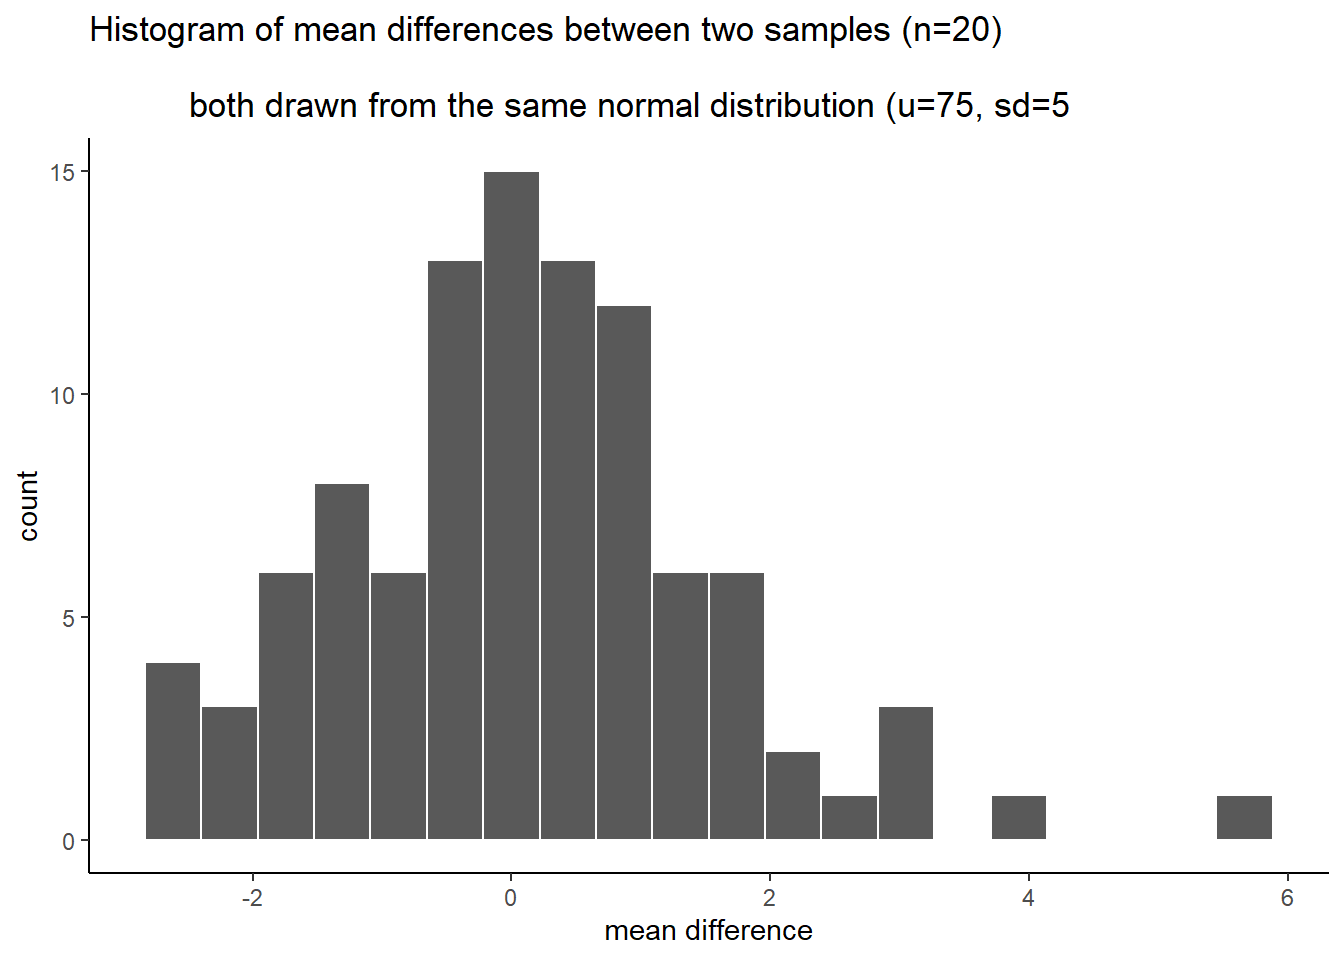 Histogram of mean differences between two samples (n=20)
both drawn from the same normal distribution (u=75, sd=5
15
10
5
0
count
-2
0
2
4
6
mean difference